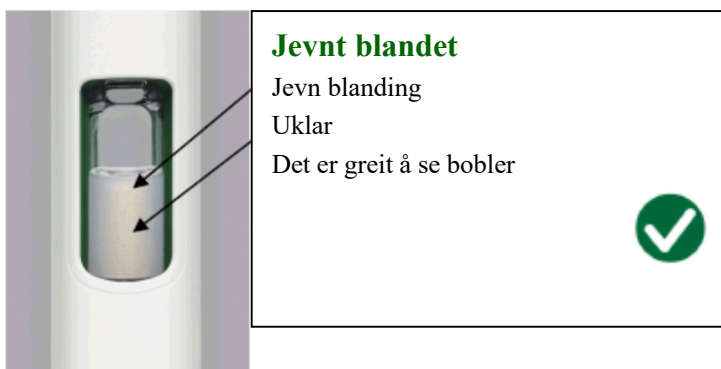 Jevnt blandet
Jevn blanding
Uklar
Det er greit å se bobler